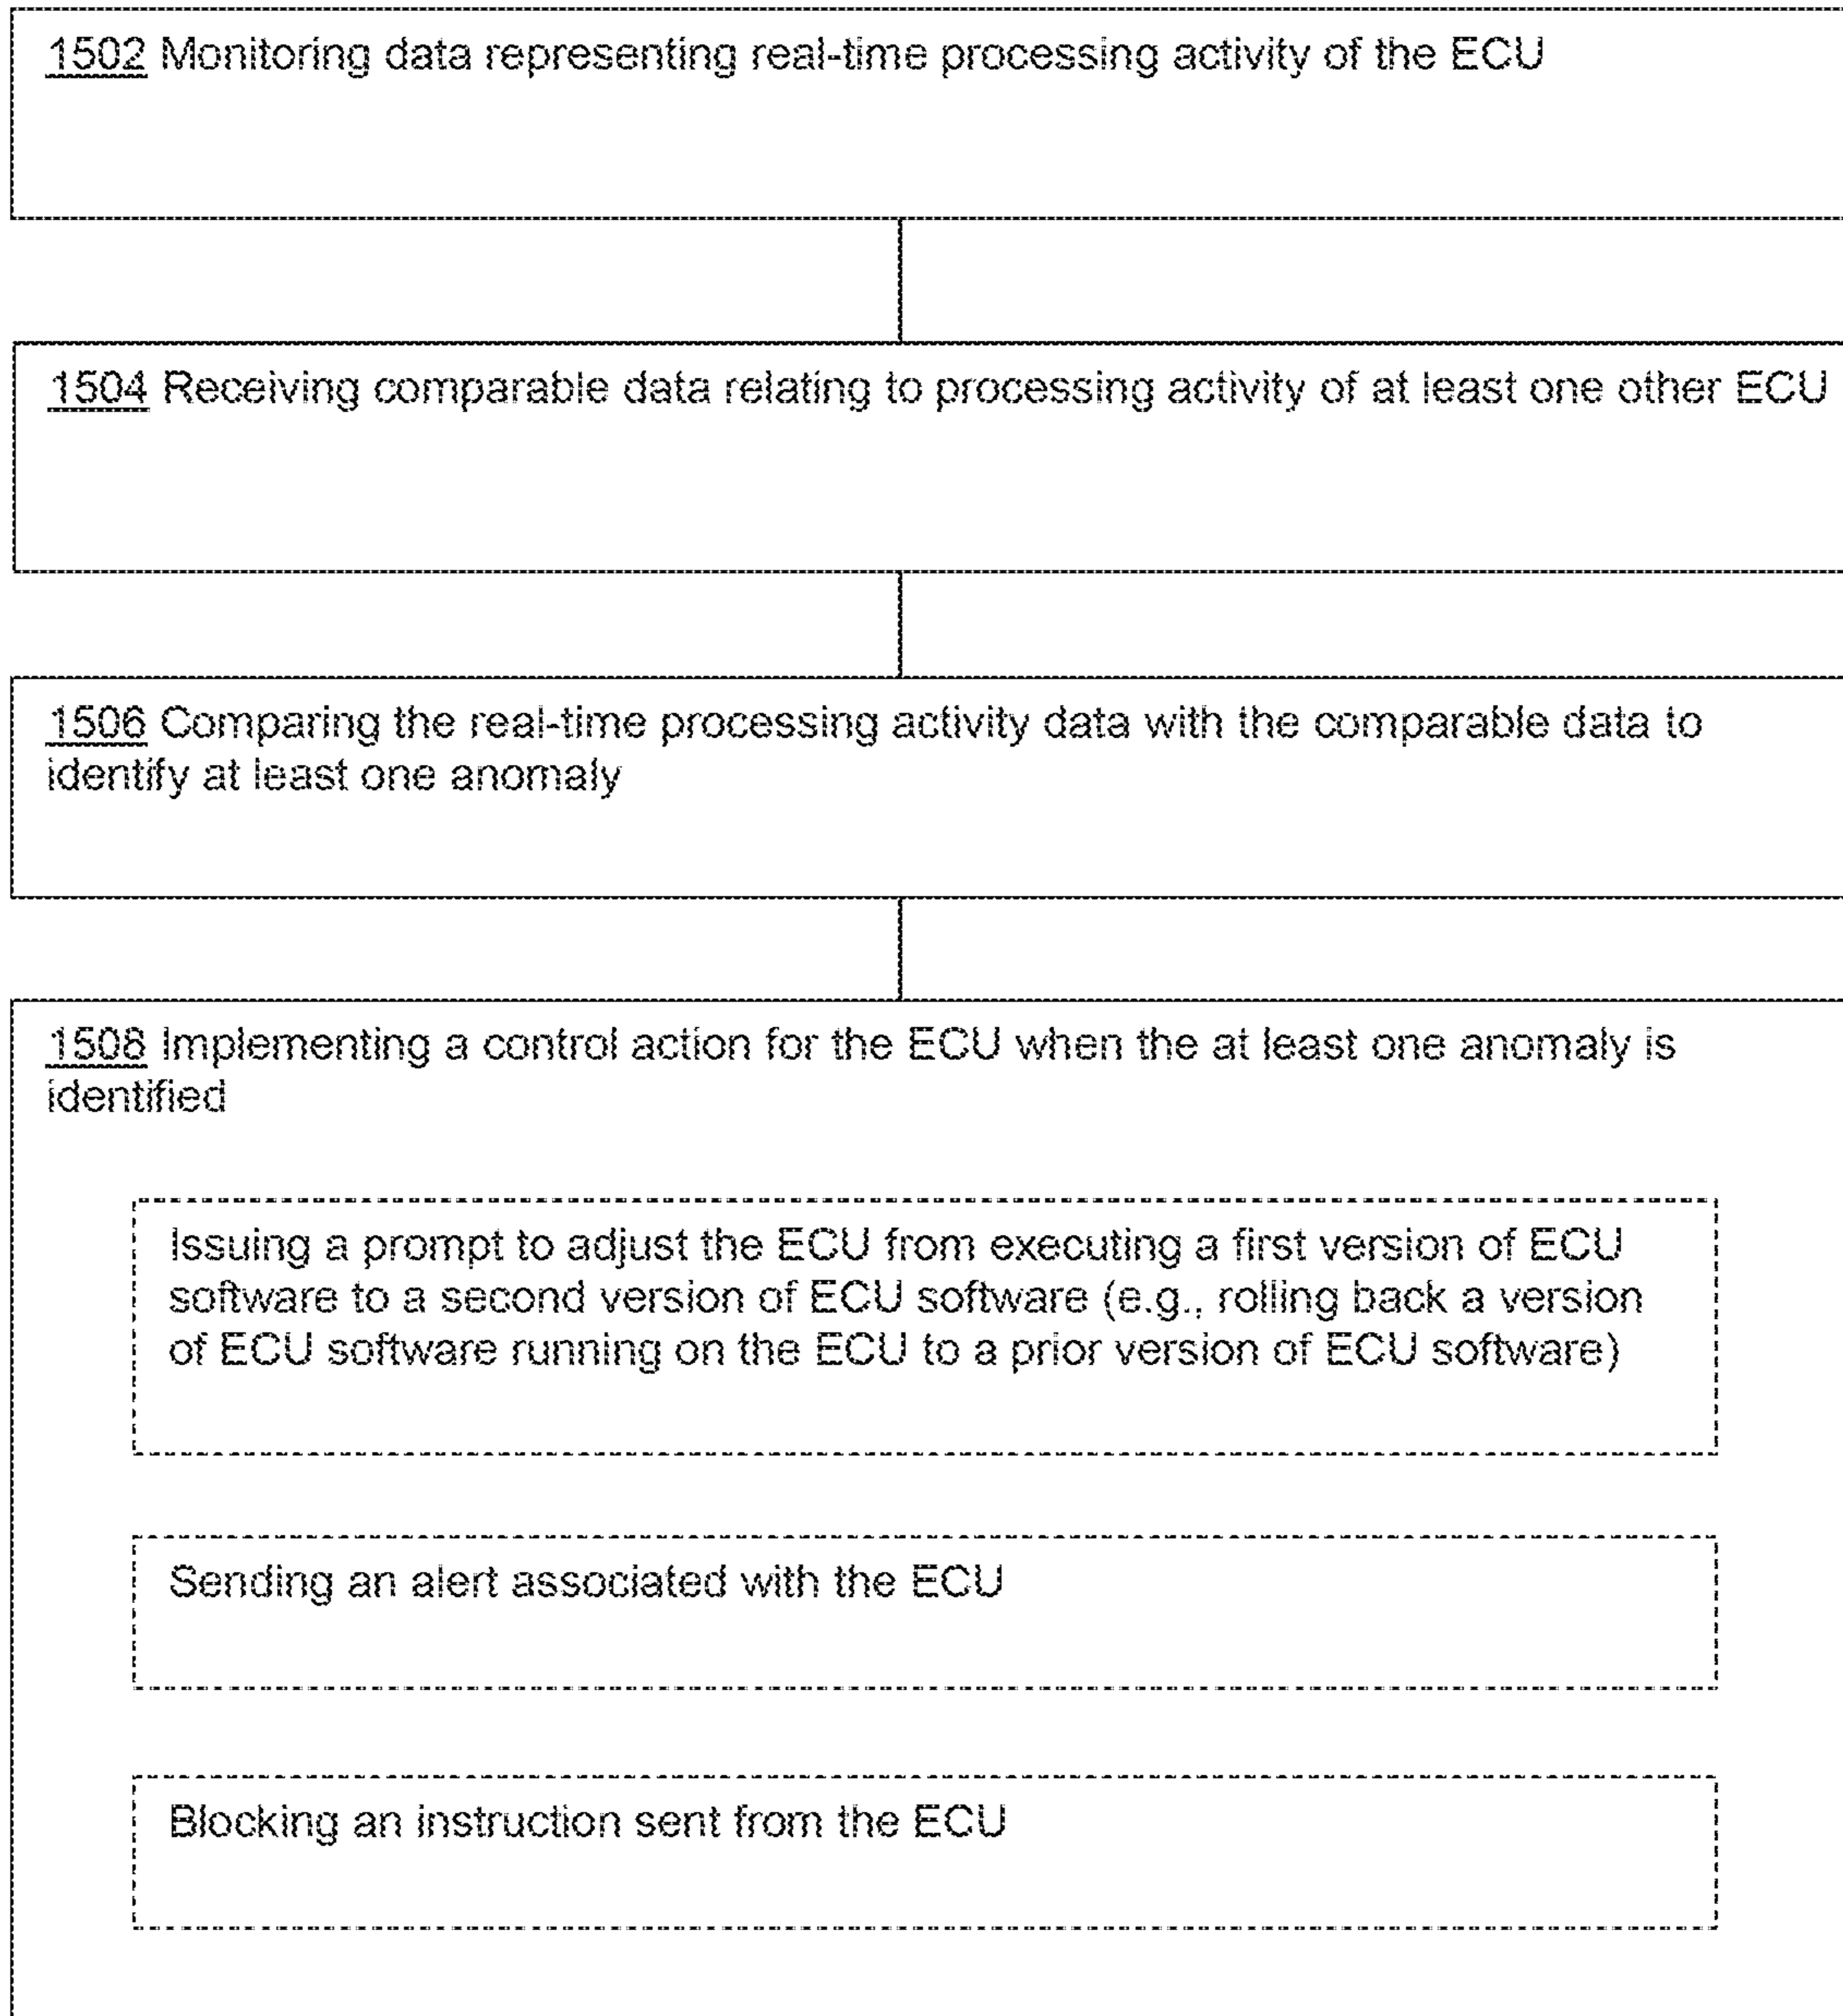 1502 Monitoring data representing real-time processing activity of the ECU
1504 Receiving comparable data relating to processing activity of at least one other ECU
1506 Comparing the real-time processing activity data with the comparable data to
identify at least one anomaly
1508 Implementing a control action for the ECU when the at least one anomaly is
identified
Issuing a prompt to adjust the ECU from executing a first version of ECU
software to a second version of ECU software (e.g., rolling back a version
of ECU software running on the ECU to a prior version of ECU software)
Sending an alert associated with the ECU
Blocking an instruction sent from the ECU